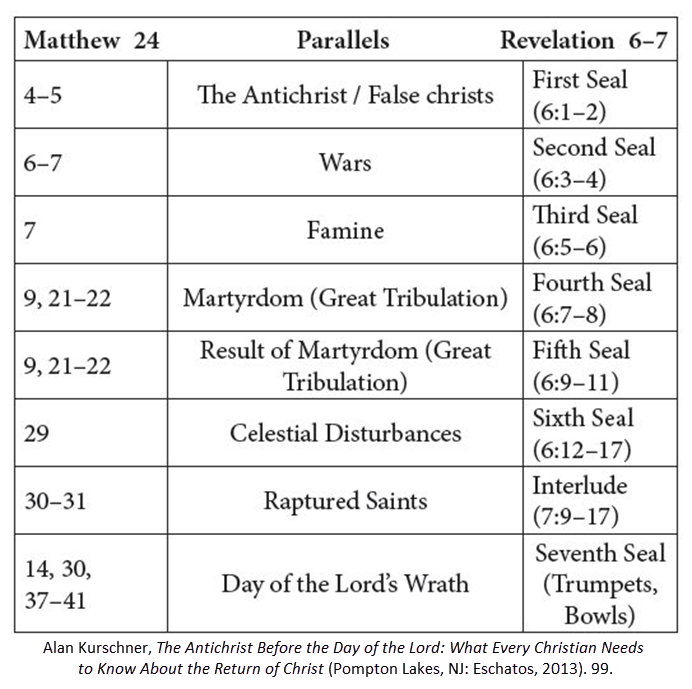 Matthew 24 Parallels Revelation 6–7
4–5 The Antichrist / False christs First Seal
(6:1–2)
6–7 Wars Second Seal
(6:3–4)
7 Famine Third Seal
(6:5–6)
9, 21–22 Martyrdom (Great Tribulation) Fourth Seal
(6:7–8)
9, 21–22 Result of Martyrdom (Great
Tribulation) Fifth Seal
(6:9–11)
29 Celestial Disturbances Sixth Seal
(6:12–17)
30–31 Raptured Saints Interlude
(7:9–17)
14, 30,
37–41 Day of the Lord’s Wrath Seventh Seal
(Trumpets,
Bowls)
Alan Kurschner, The Antichrist Before the Day of the Lord: What Every Christian Needs
to Know About the Return of Christ (Pompton Lakes, NJ: Eschatos, 2013). 99.